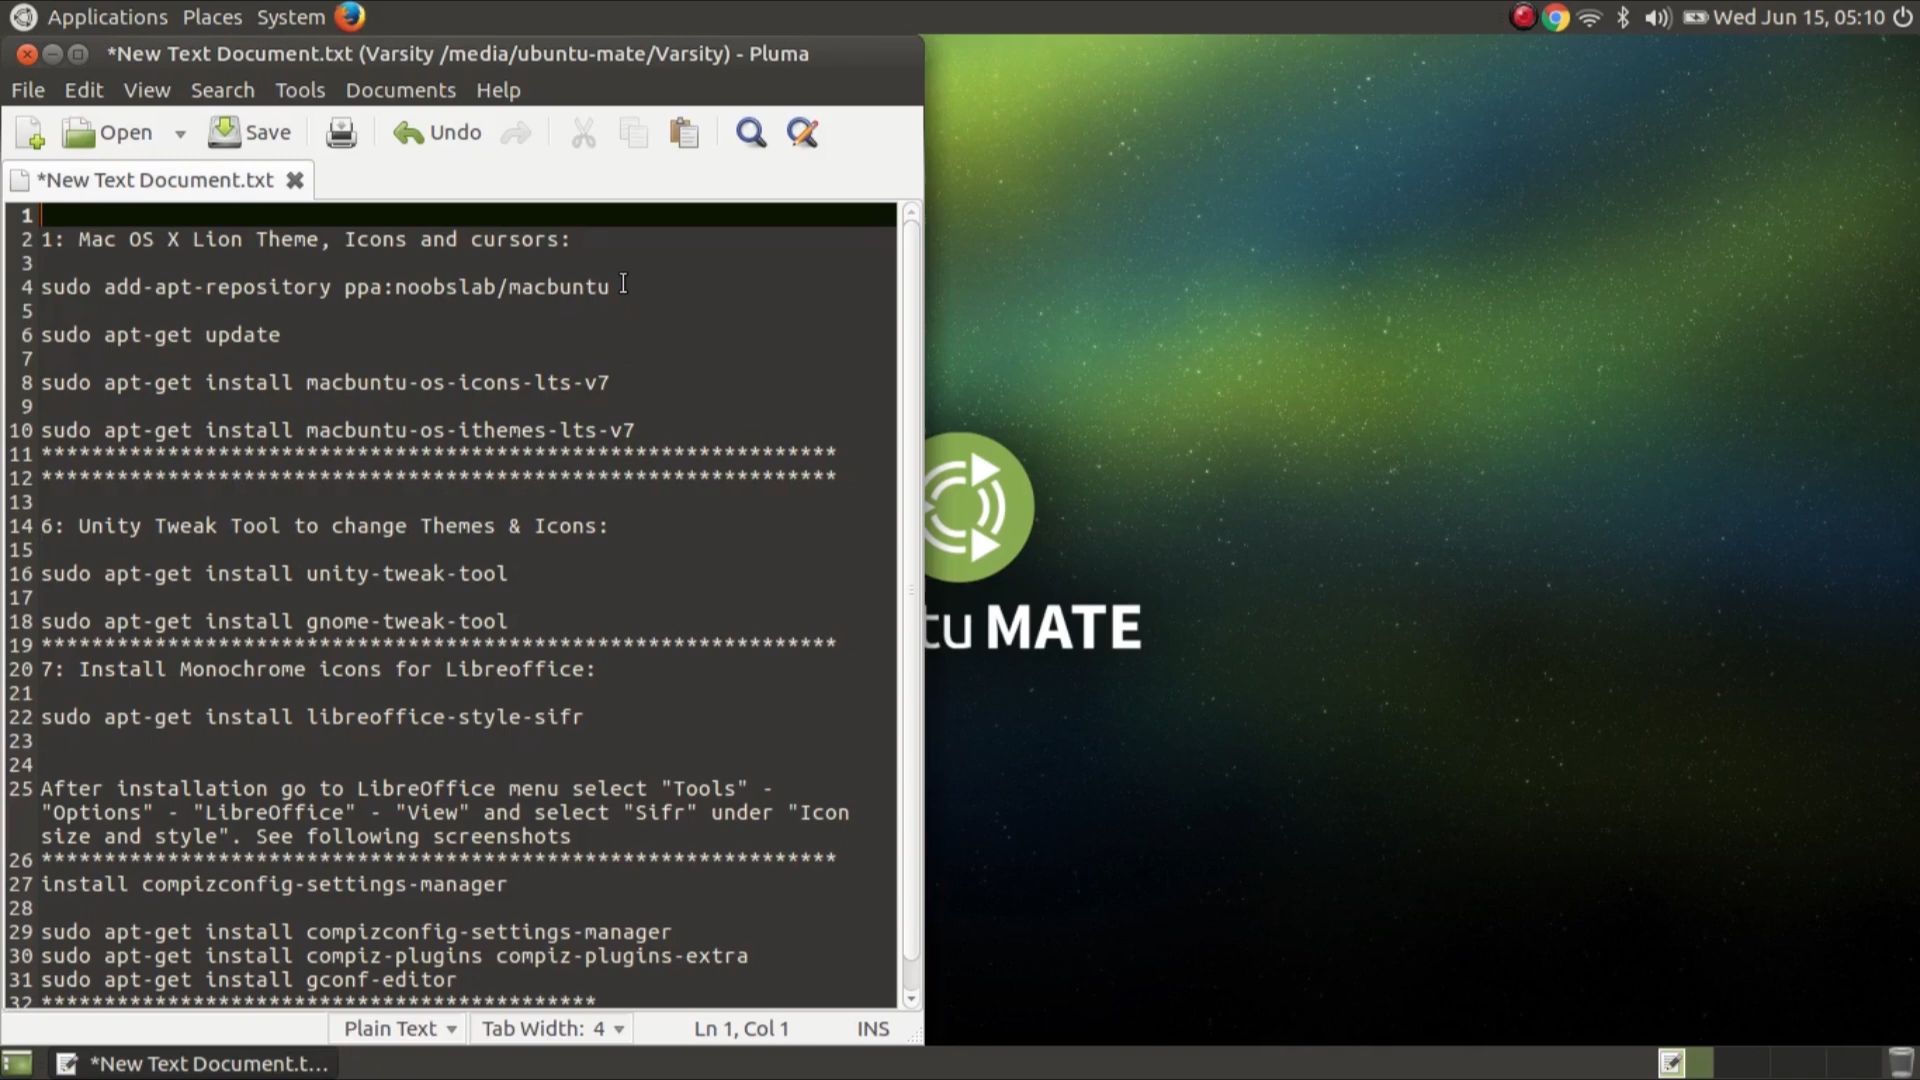 Applications Places System Wed Jun 15, 05:10
*New Text Document.txt (Varsity /media/ubuntu-mate/Varsity) - Pluma
File Edit View Search Tools Documents Help
Open Save Undo
*New Text Document.txt
1
2 1: Mac OS X Lion Theme, Icons and cursors:
3
4 sudo add-apt-repository ppa:noobslab/macbuntu
5
6 sudo apt-get update
7
8 sudo apt-get install macbuntu-os-icons-lts-v7
9
10 sudo apt-get install macbuntu-os-ithemes-lts-v7
11 ***************************************************************
12 ***************************************************************
13
14 6: Unity Tweak Tool to change Themes & Icons:
15
16 sudo apt-get install unity-tweak-tool
17
18 sudo apt-get install gnome-tweak-tool
19 ***************************************************************
20 7: Install Monochrome icons for Libreoffice:
21
22 sudo apt-get install libreoffice-style-sifr
23
24
25 After installation go to LibreOffice menu select "Tools" -
"Options" - "LibreOffice" - "View" and select "Sifr" under "Icon
size and style". See following screenshots
26 ***************************************************************
27 install compizconfig-settings-manager
28
29 sudo apt-get install compizconfig-settings-manager
30 sudo apt-get install compiz-plugins compiz-plugins-extra
31 sudo apt-get install gconf-editor
32 ********************************************
tu MATE
Plain Text Tab Width: 4 Ln 1, Col 1 INS
*New Text Document.t...